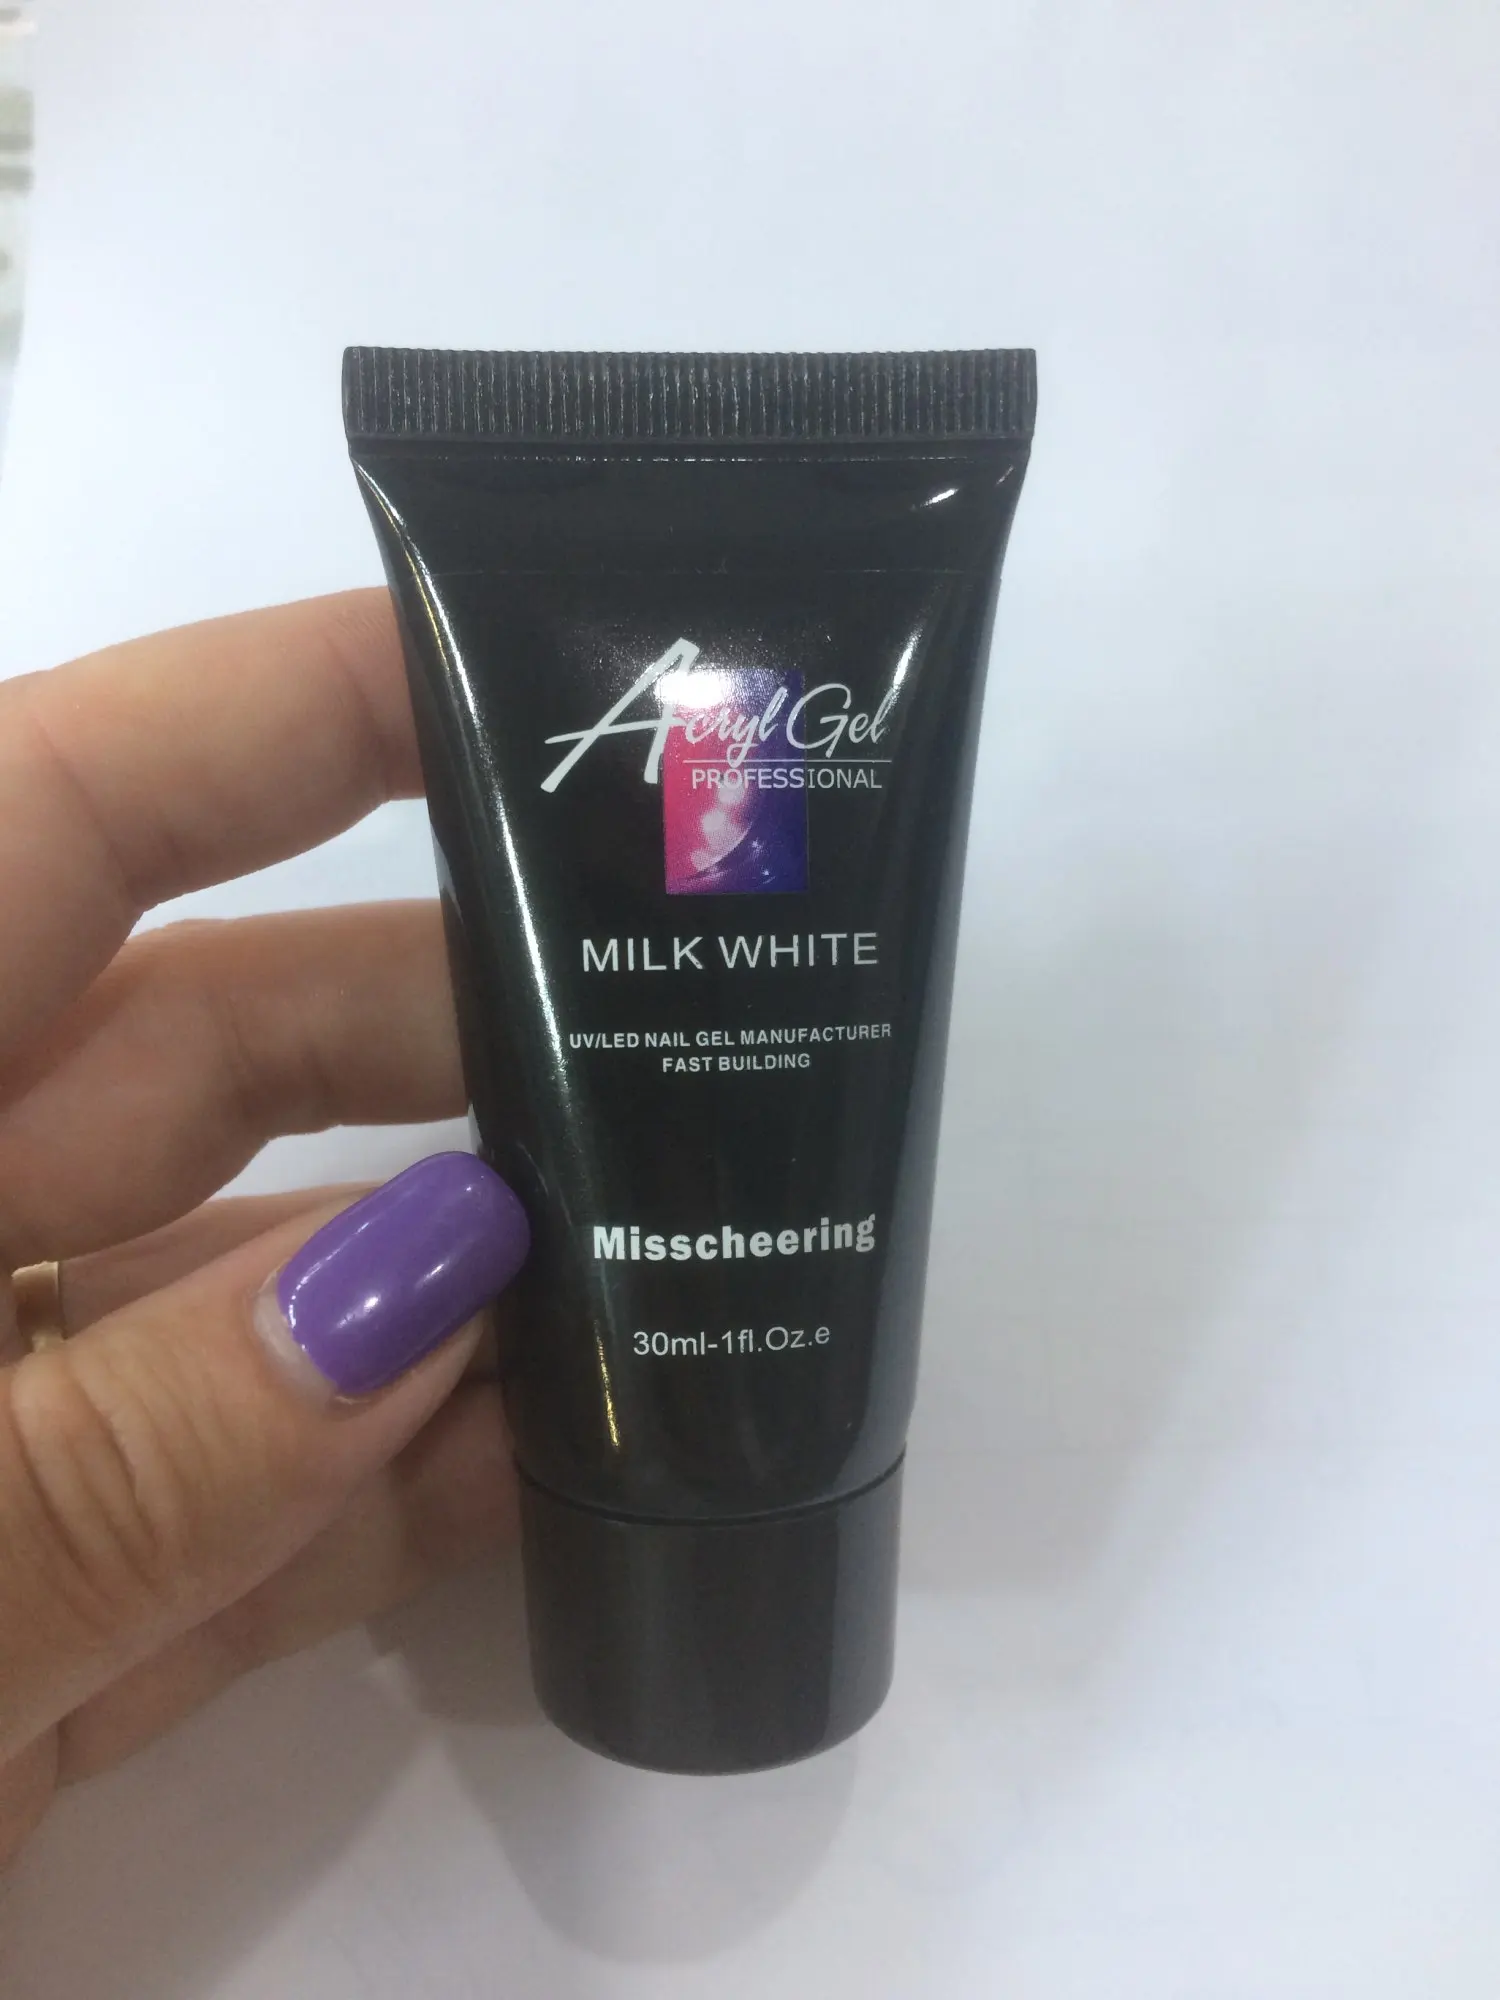 Acryl Gel
PROFESSIONAL
MILK WHITE
UV/LED NAIL GEL MANUFACTURER
FAST BUILDING
Misscheering
30ml-1fl.Oz.e